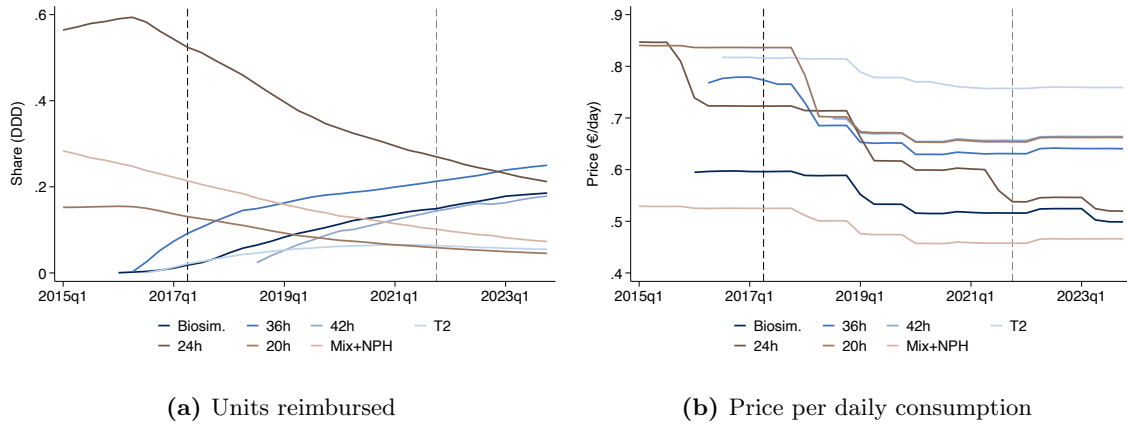 .6
.4
.2
0
Share (DDD)
2015q1 2017q1 2019q1 2021q1 2023q1
Biosim. 36h 42h T2
24h 20h Mix+NPH
(a) Units reimbursed
.9
.8
.7
.6
.5
.4
Price (€/day)
2015q1 2017q1 2019q1 2021q1 2023q1
Biosim. 36h 42h T2
24h 20h Mix+NPH
(b) Price per daily consumption